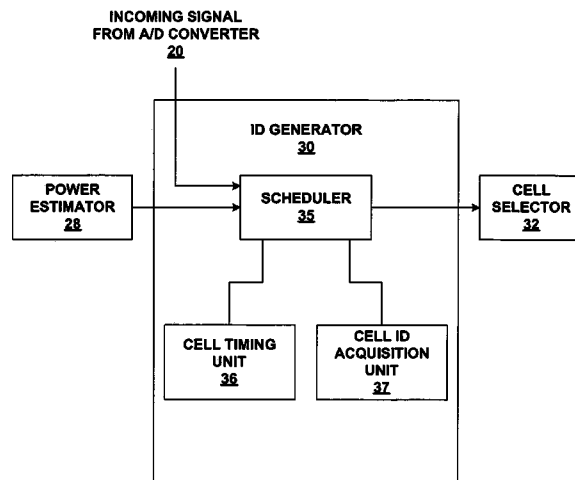 INCOMING SIGNAL
FROM A/D CONVERTER
20
ID GENERATOR
30
POWER
ESTIMATOR
28
SCHEDULER
35
CELL
SELECTOR
32
CELL TIMING
UNIT
36
CELL ID
ACQUISITION
UNIT
37